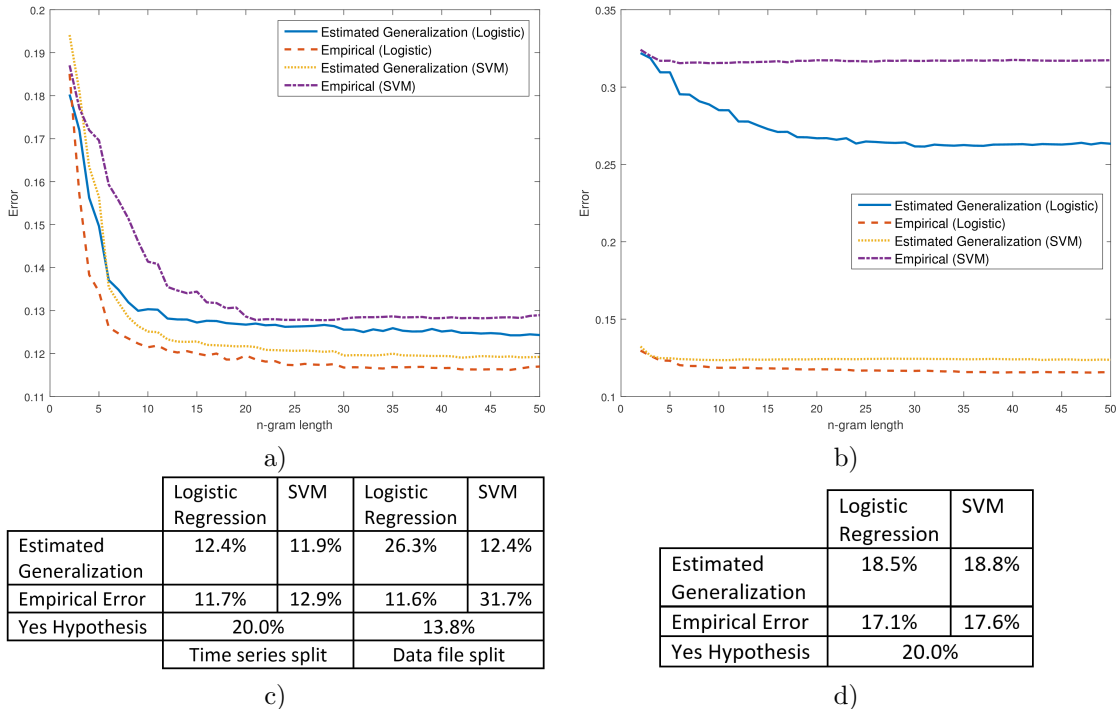 0.2
0.19
0.18
0.17
0.16
0.15
0.14
0.13
0.12
0.11
Error
0 5 10 15 20 25 30 35 40 45 50
n-gram length
Estimated Generalization (Logistic)
Empirical (Logistic)
Estimated Generalization (SVM)
Empirical (SVM)
a)
0.35
0.3
0.25
0.2
0.15
0.1
Error
0 5 10 15 20 25 30 35 40 45 50
n-gram length
Estimated Generalization (Logistic)
Empirical (Logistic)
Estimated Generalization (SVM)
Empirical (SVM)
b)
Logistic SVM Logistic SVM
Regression Regression
Estimated 12.4% 11.9% 26.3% 12.4%
Generalization
Empirical Error 11.7% 12.9% 11.6% 31.7%
Yes Hypothesis 20.0% 13.8%
Time series split Data file split
c)
Logistic SVM
Regression
Estimated 18.5% 18.8%
Generalization
Empirical Error 17.1% 17.6%
Yes Hypothesis 20.0%
d)